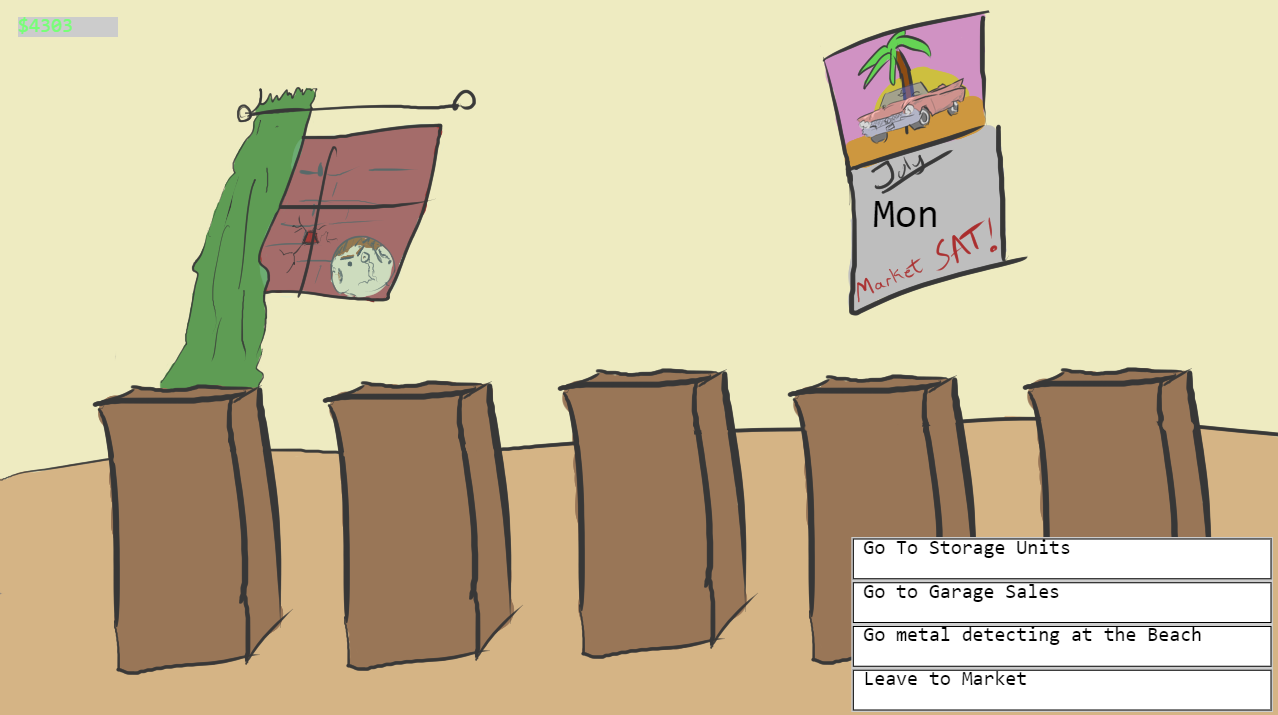 $4303
July
Mon
Market SAT!
Go To Storage Units
Go to Garage Sales
Go metal detecting at the Beach
Leave to Market